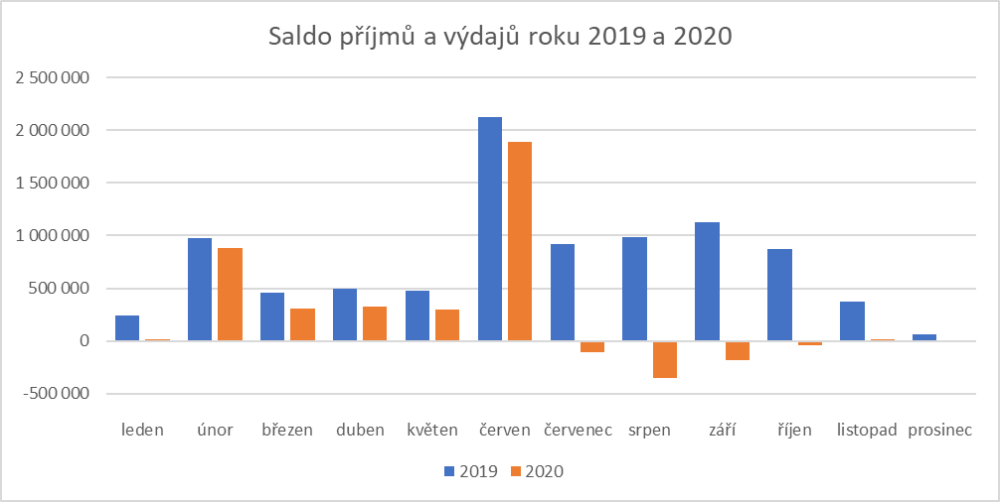 Saldo příjmů a výdajů roku 2019 a 2020
2 500 000
2 000 000
1 500 000
1 000 000
500 000
0
-500 000
leden únor březen duben květen červen červenec srpen září říjen listopad prosinec
2019 2020